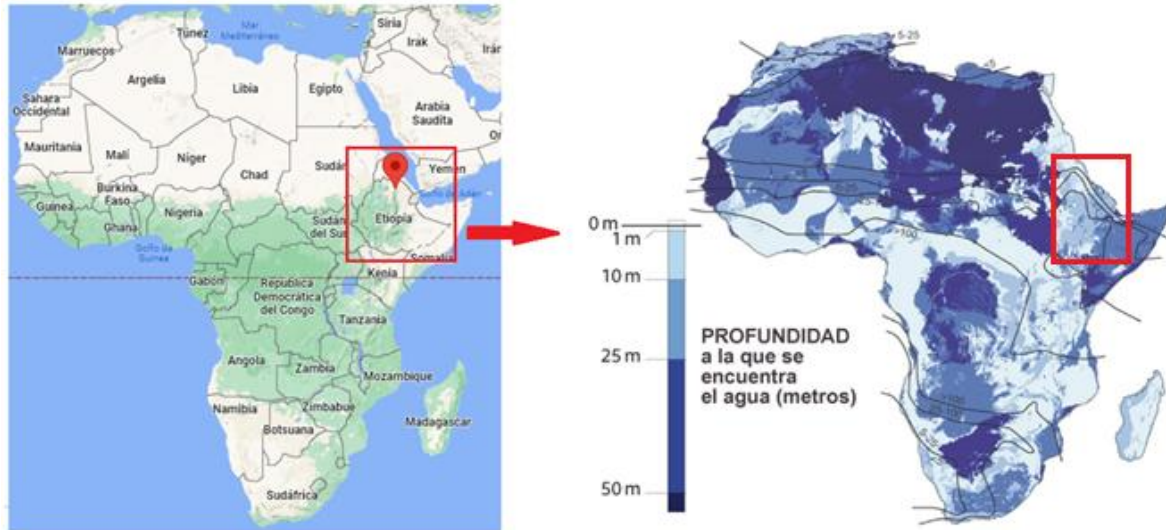 Mar
Mediterráneo
Túnez
Marruecos
Siria
Irak
Irán
Argelia
Libia
Egipto
Sahara
Occidental
Arabia
Saudita
Mauritania
Malí
Níger
Chad
Sudán
Yemen
Burkina
Faso
Guinea
Ghana
Nigeria
Etiopía
Sudán
del Sur
Golfo de
Guinea
Somalia
Gabón
Kenia
República
Democrática
del Congo
Tanzania
Angola
Zambia
Mozambique
Zimbabue
Namibia
Botsuana
Madagascar
Sudáfrica
0 m
1 m
10 m
25 m
50 m
PROFUNDIDAD
a la que se
encuentra
el agua (metros)
5-25